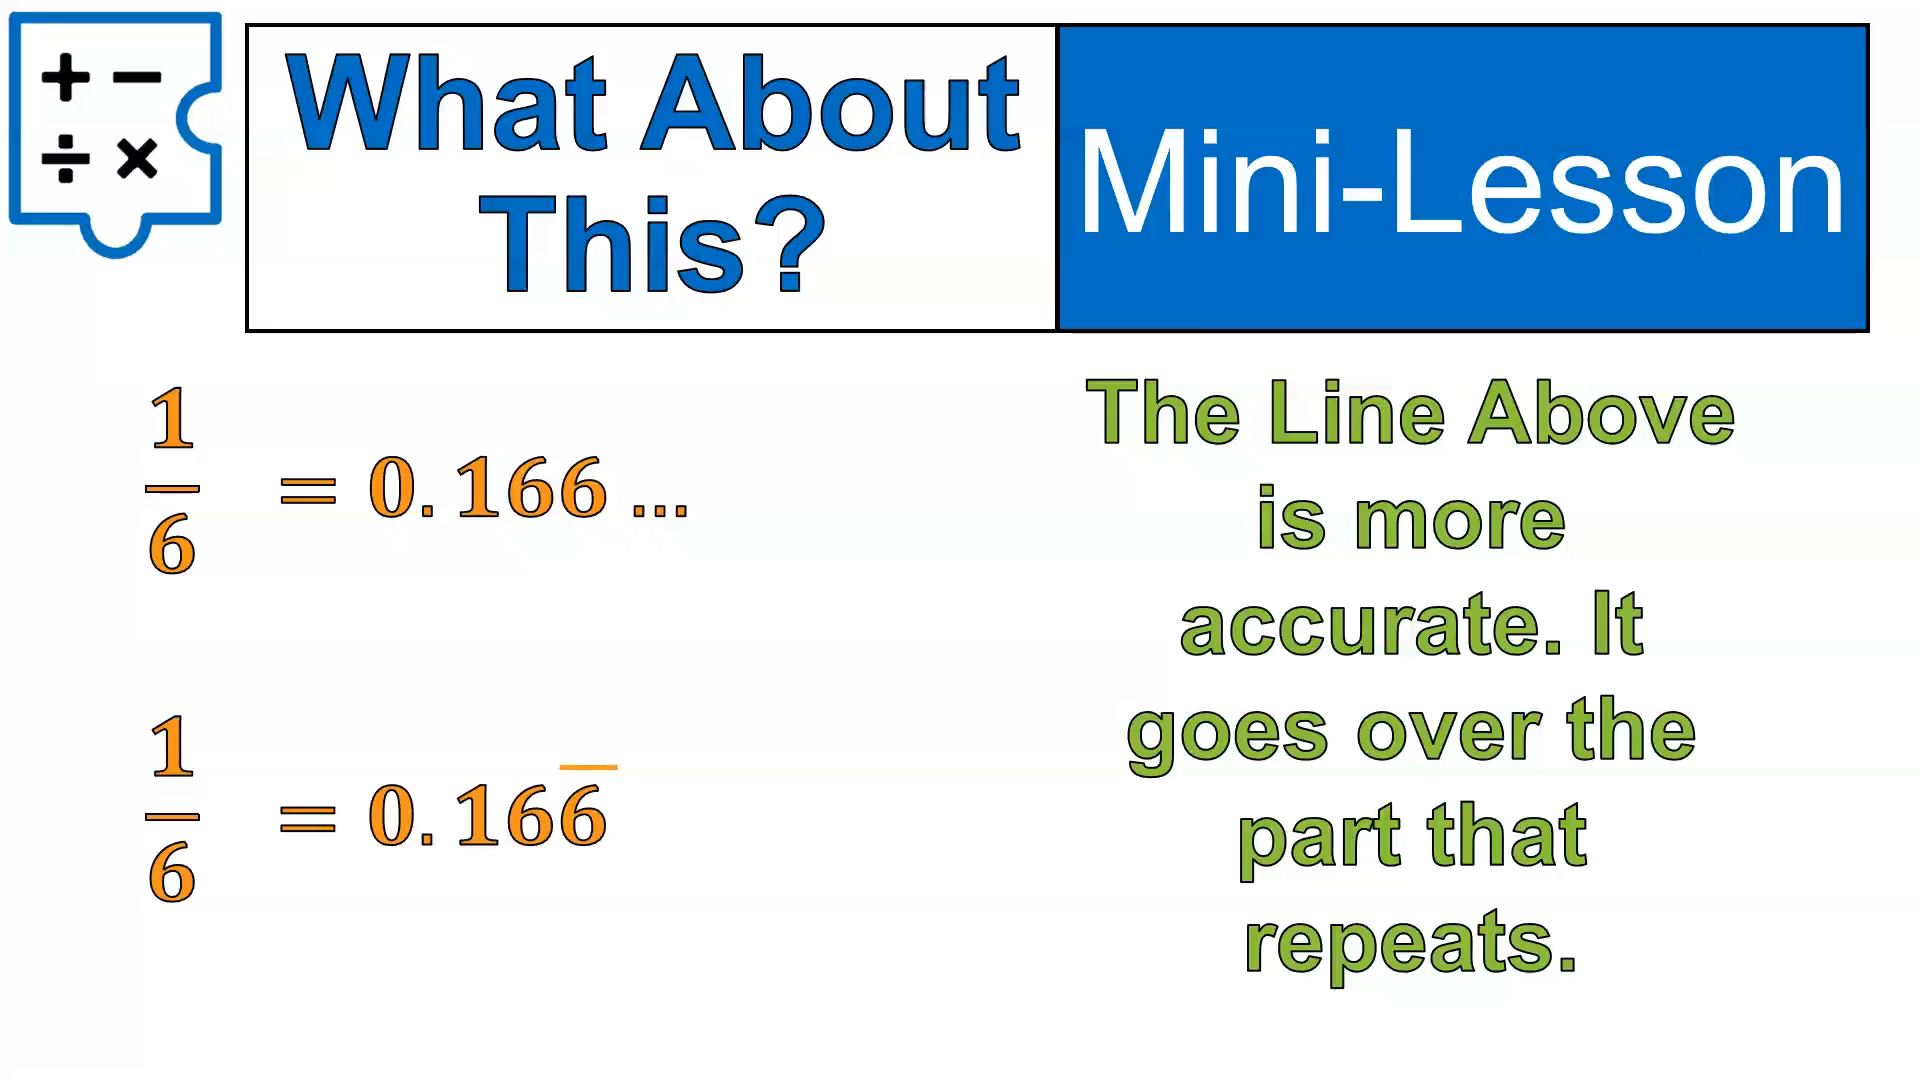 + −
÷ ×
What About
This?
Mini-Lesson
1/6 = 0.166...
1/6 = 0.166̅
The Line Above
is more
accurate. It
goes over the
part that
repeats.